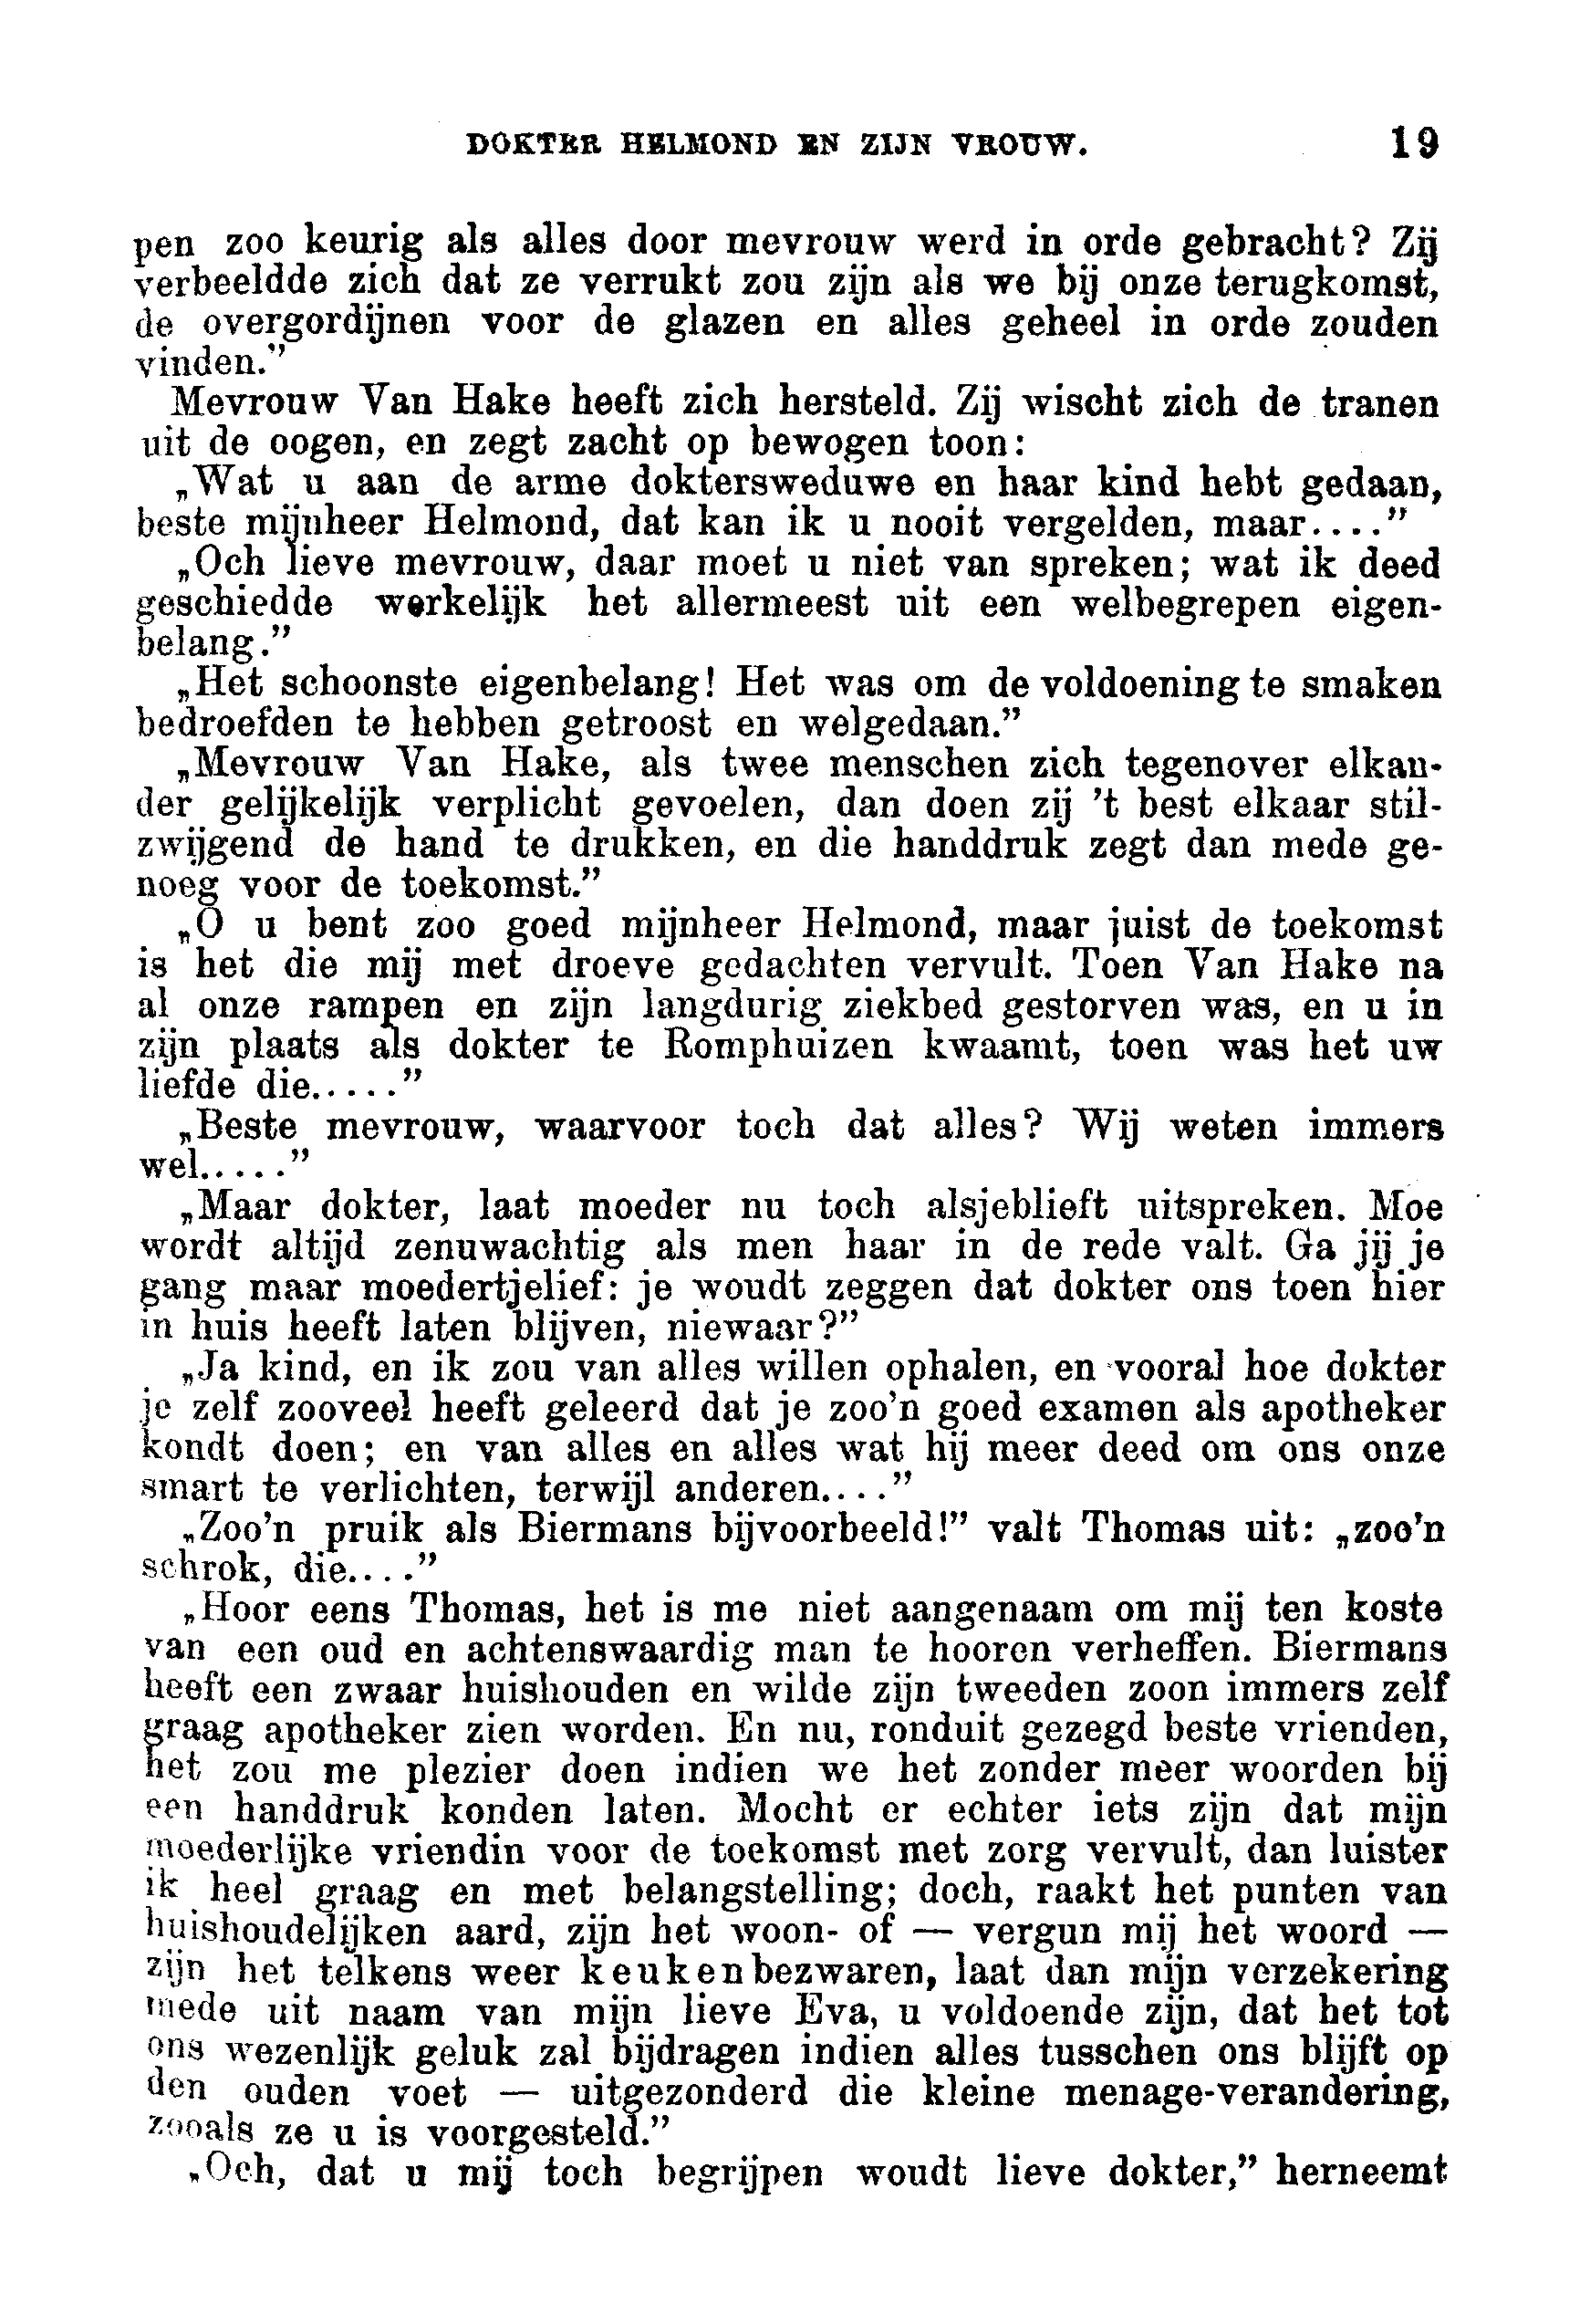 DOKTER HELMOND EN ZIJN VROUW. 19
pen zoo keurig als alles door mevrouw werd in orde gebracht? Zij
verbeeldde zich dat ze verrukt zou zijn als we bij onze terugkomst,
de overgordijnen voor de glazen en alles geheel in orde zouden
vinden.”
Mevrouw Van Hake heeft zich hersteld. Zij wischt zich de tranen
uit de oogen, en zegt zacht op bewogen toon:
„Wat u aan de arme doktersweduwe en haar kind hebt gedaan,
beste mijnheer Helmond, dat kan ik u nooit vergelden, maar....”
„Och lieve mevrouw, daar moet u niet van spreken; wat ik deed
geschiedde werkelijk het allermeest uit een welbegrepen eigen-
belang.”
„Het schoonste eigenbelang! Het was om de voldoening te smaken
bedroefden te hebben getroost en welgedaan.”
„Mevrouw Van Hake, als twee menschen zich tegenover elkan-
der gelijkelijk verplicht gevoelen, dan doen zij ’t best elkaar stil-
zwijgend de hand te drukken, en die handdruk zegt dan mede ge-
noeg voor de toekomst.”
„O u bent zoo goed mijnheer Helmond, maar juist de toekomst
is het die mij met droeve gedachten vervult. Toen Van Hake na
al onze rampen en zijn langdurig ziekbed gestorven was, en u in
zijn plaats als dokter te Romphuizen kwaamt, toen was het uw
liefde die.....”
„Beste mevrouw, waarvoor toch dat alles? Wij weten immers
wel.....”
„Maar dokter, laat moeder nu toch alsjeblieft uitspreken. Moe
wordt altijd zenuwachtig als men haar in de rede valt. Ga jij je
gang maar moedertjelief: je woudt zeggen dat dokter ons toen hier
in huis heeft laten blijven, niewaar?”
„Ja kind, en ik zou van alles willen ophalen, en vooral hoe dokter
je zelf zooveel heeft geleerd dat je zoo’n goed examen als apotheker
kondt doen; en van alles en alles wat hij meer deed om ons onze
smart te verlichten, terwijl anderen....”
„Zoo’n pruik als Biermans bijvoorbeeld!” valt Thomas uit: „zoo’n
schrok, die....”
„Hoor eens Thomas, het is me niet aangenaam om mij ten koste
van een oud en achtenswaardig man te hooren verheffen. Biermans
heeft een zwaar huishouden en wilde zijn tweeden zoon immers zelf
graag apotheker zien worden. En nu, ronduit gezegd beste vrienden,
het zou me plezier doen indien we het zonder meer woorden bij
een handdruk konden laten. Mocht er echter iets zijn dat mijn
moederlijke vriendin voor de toekomst met zorg vervult, dan luister
ik heel graag en met belangstelling; doch, raakt het punten van
huishoudelijken aard, zijn het woon- of — vergun mij het woord —
zijn het telkens weer keukenbezwaren, laat dan mijn verzekering
mede uit naam van mijn lieve Eva, u voldoende zijn, dat het tot
ons wezenlijk geluk zal bijdragen indien alles tusschen ons blijft op
den ouden voet — uitgezonderd die kleine menage-verandering,
zooals ze u is voorgesteld.”
„Och, dat u mij toch begrijpen woudt lieve dokter,” herneemt